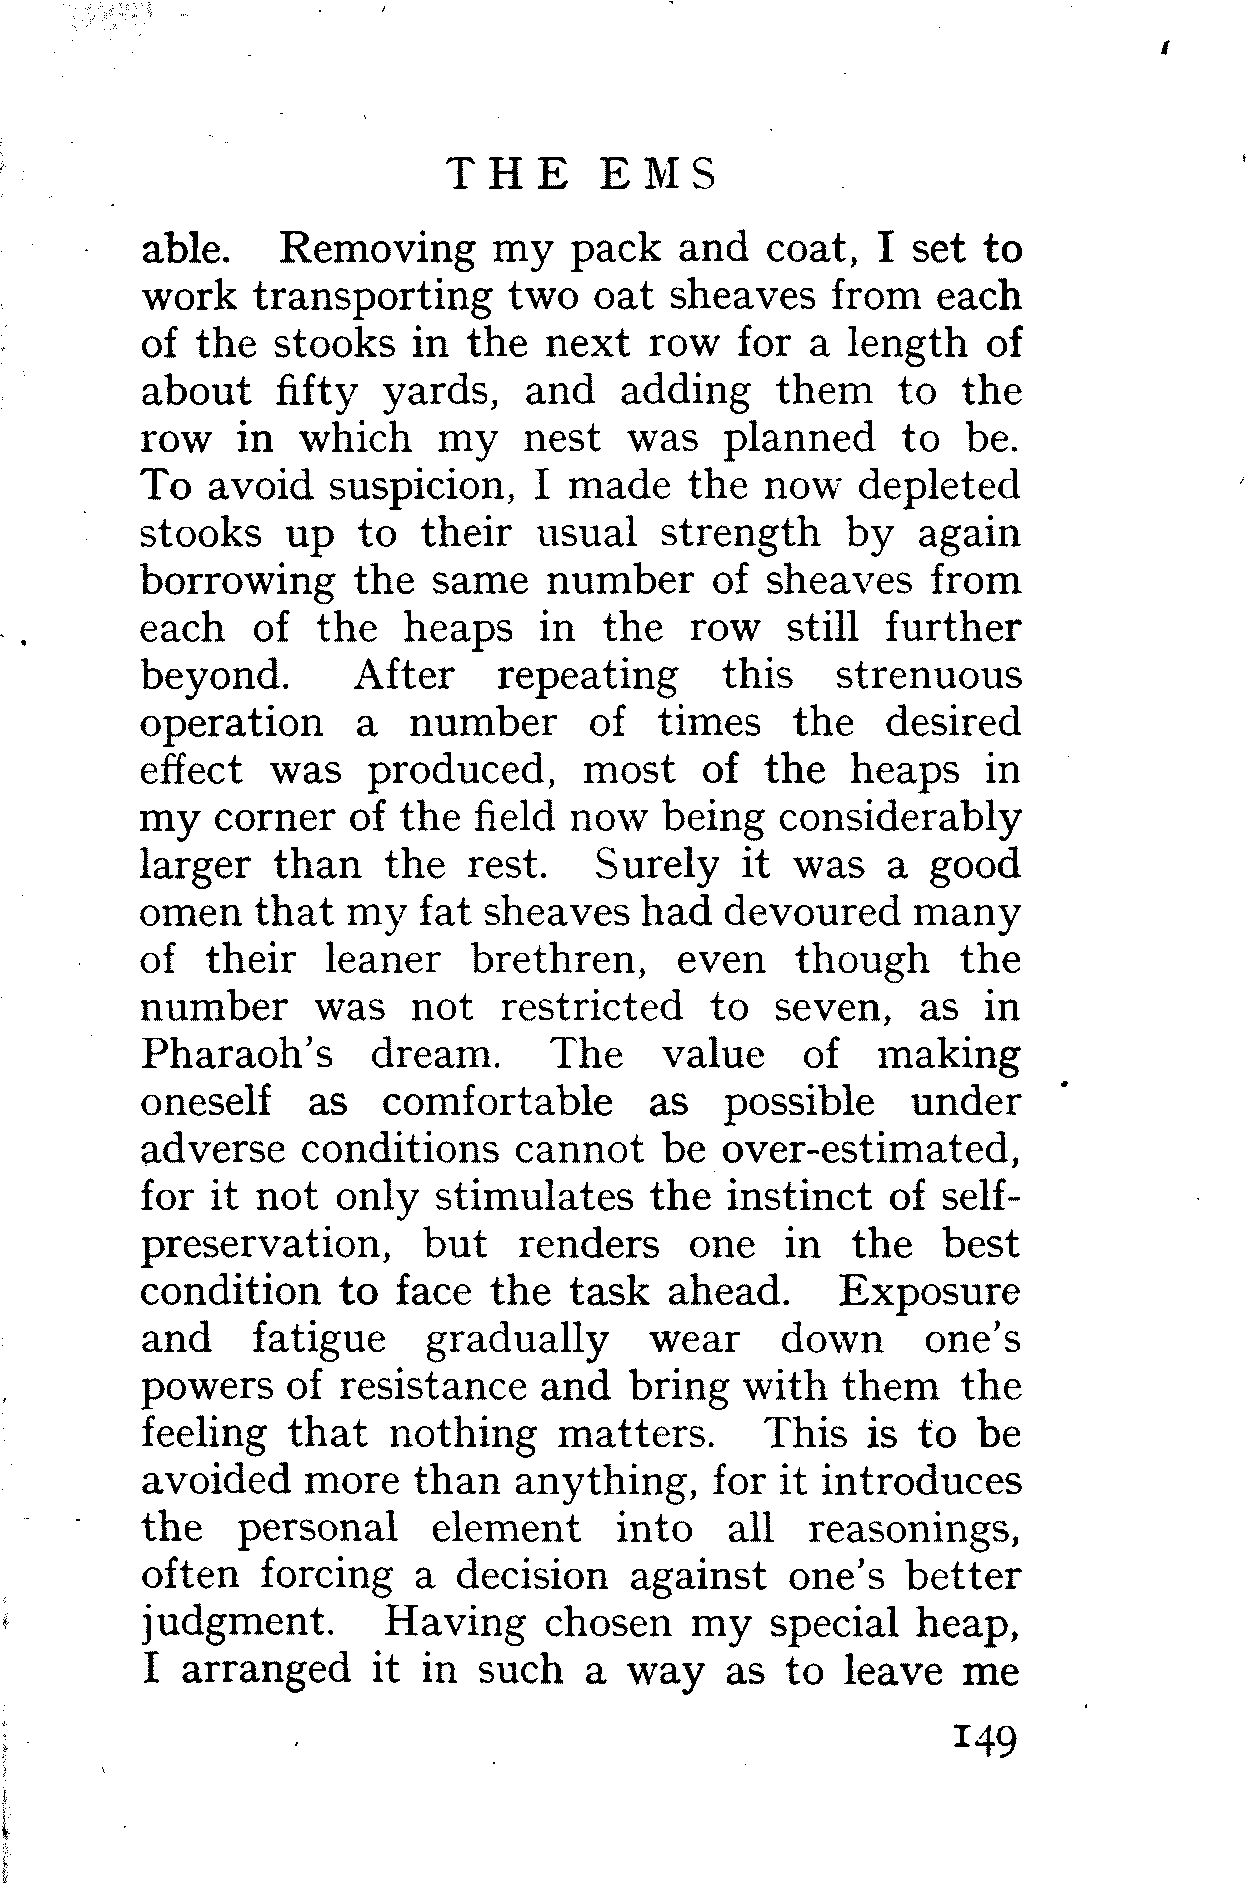 THE EMS
able. Removing my pack and coat, I set to
work transporting two oat sheaves from each
of the stooks in the next row for a length of
about fifty yards, and adding them to the
row in which my nest was planned to be.
To avoid suspicion, I made the now depleted
stooks up to their usual strength by again
borrowing the same number of sheaves from
each of the heaps in the row still further
beyond. After repeating this strenuous
operation a number of times the desired
effect was produced, most of the heaps in
my corner of the field now being considerably
larger than the rest. Surely it was a good
omen that my fat sheaves had devoured many
of their leaner brethren, even though the
number was not restricted to seven, as in
Pharaoh's dream. The value of making
oneself as comfortable as possible under
adverse conditions cannot be over-estimated,
for it not only stimulates the instinct of self-
preservation, but renders one in the best
condition to face the task ahead. Exposure
and fatigue gradually wear down one's
powers of resistance and bring with them the
feeling that nothing matters. This is to be
avoided more than anything, for it introduces
the personal element into all reasonings,
often forcing a decision against one's better
judgment. Having chosen my special heap,
I arranged it in such a way as to leave me
149